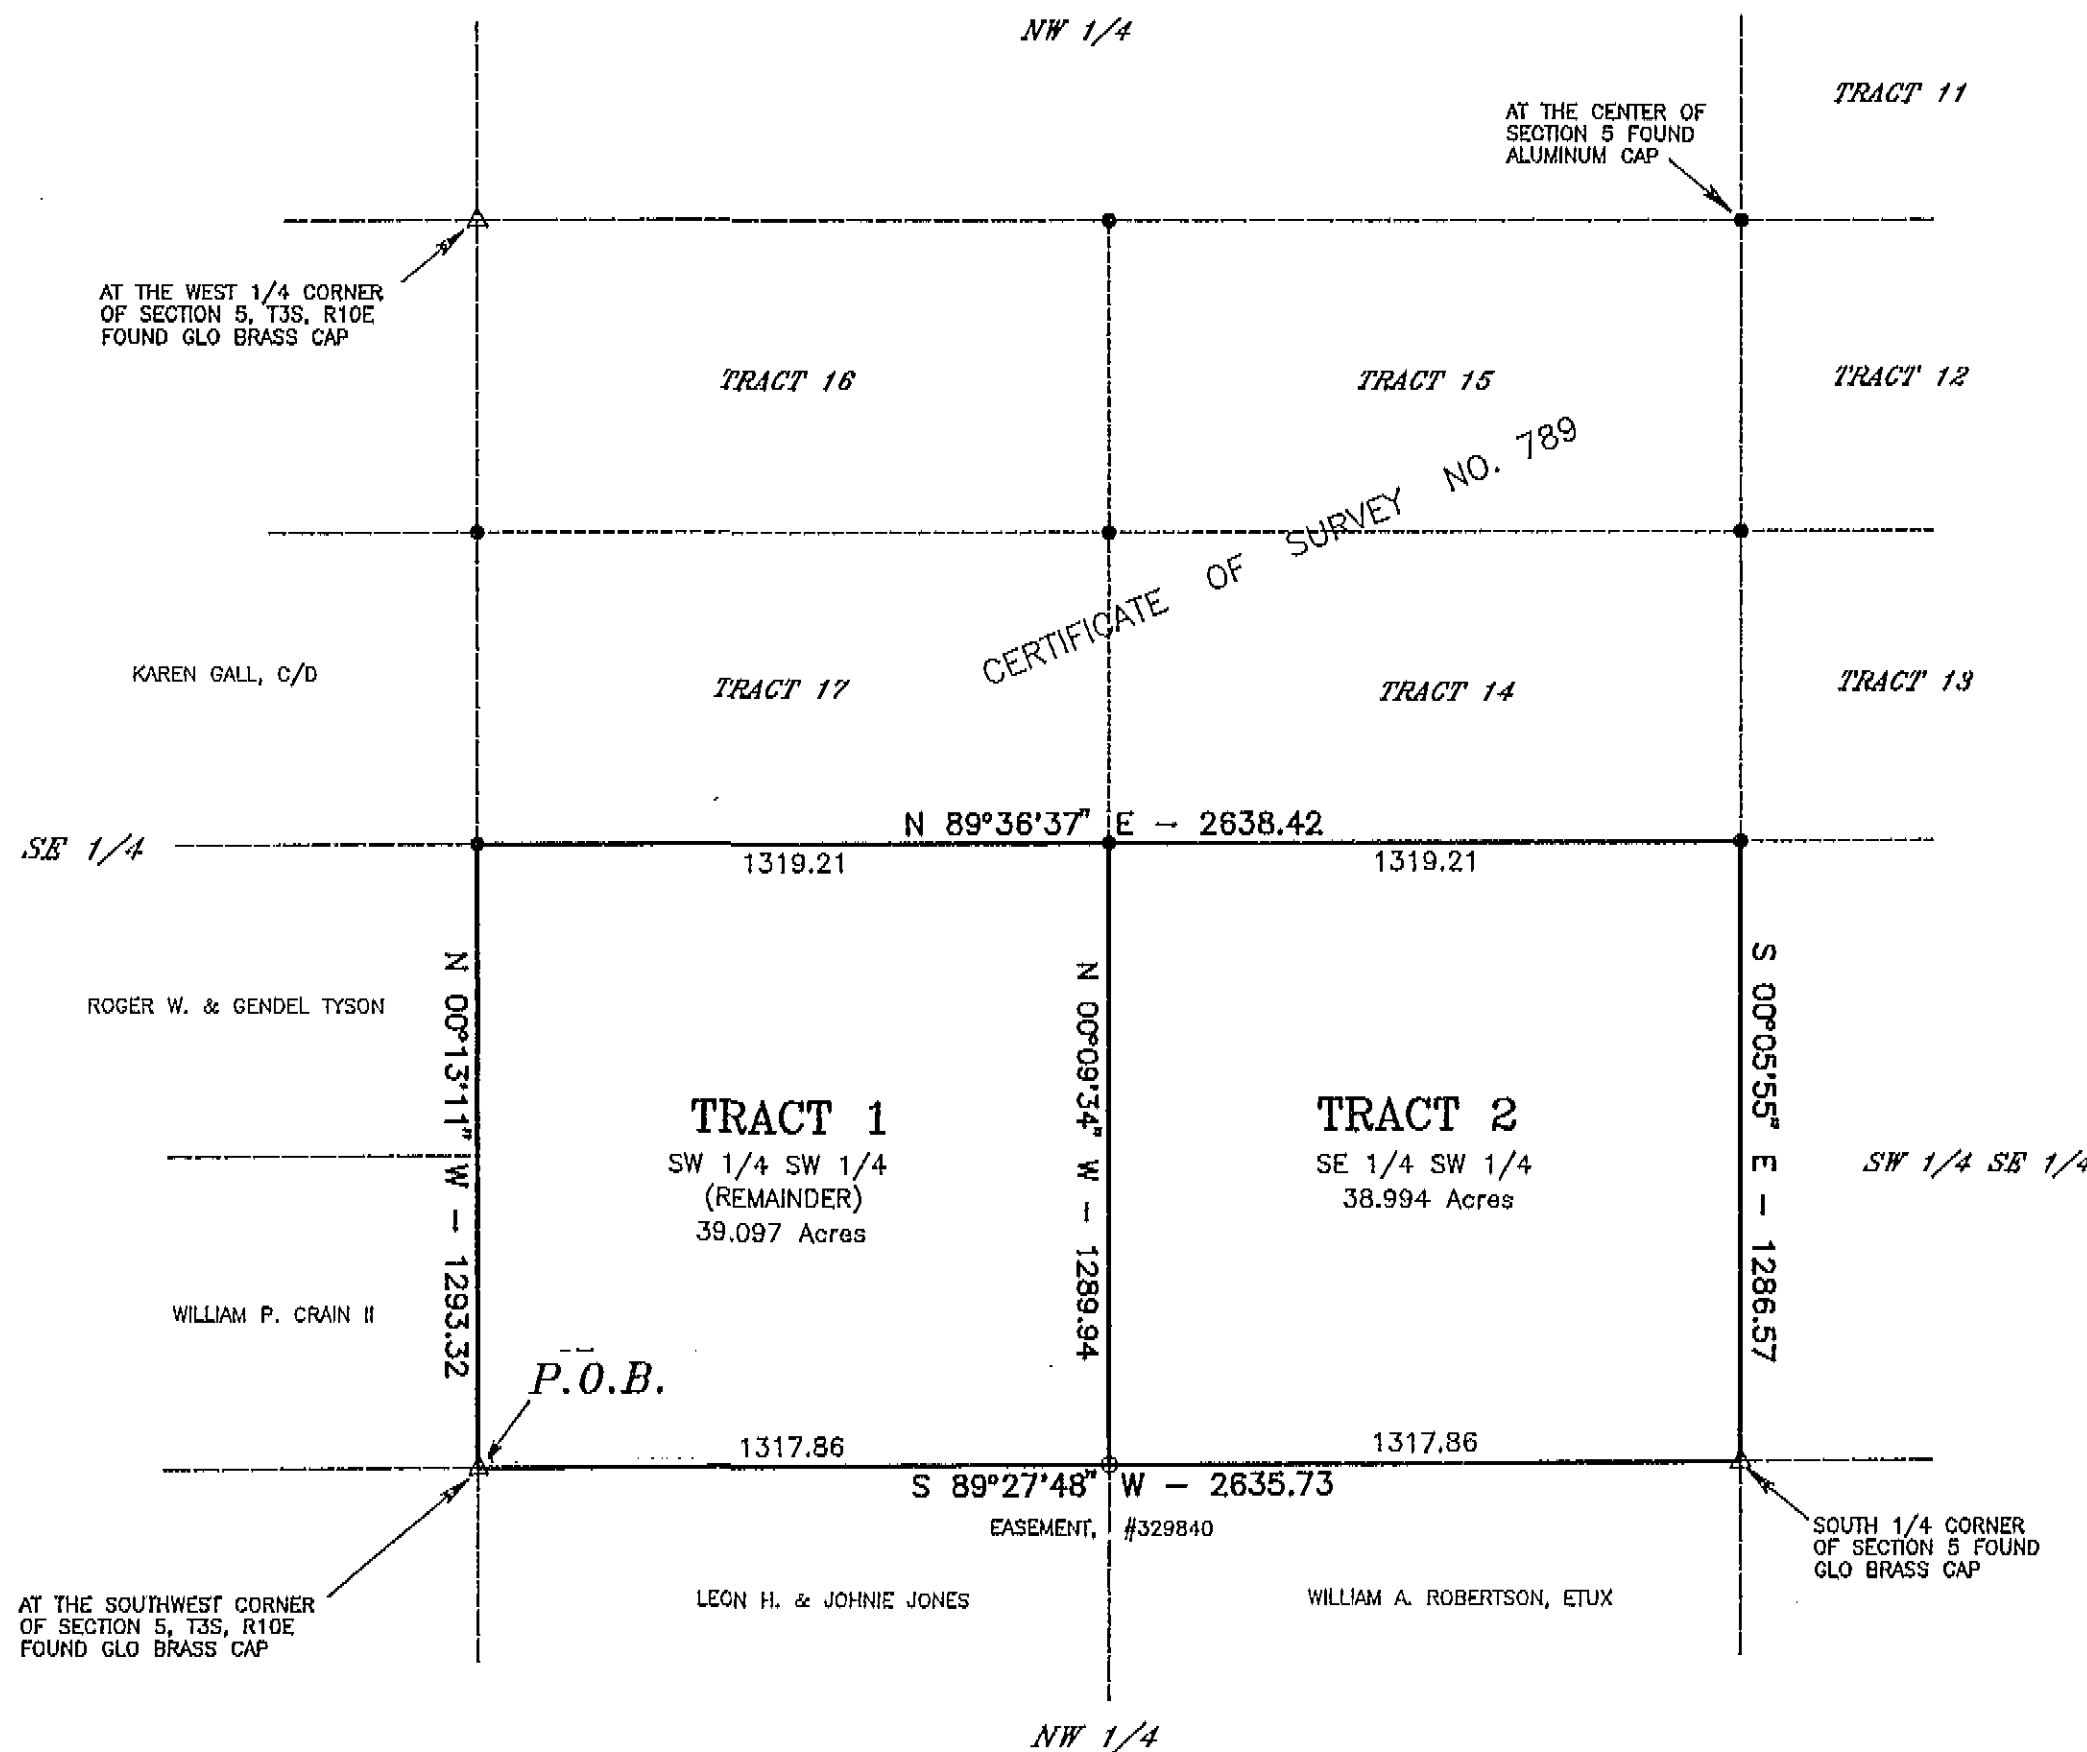 NW 1/4
TRACT 11
AT THE CENTER OF
SECTION 5 FOUND
ALUMINUM CAP
AT THE WEST 1/4 CORNER
OF SECTION 5, T3S, R10E
FOUND GLO BRASS CAP
TRACT 16
TRACT 15
TRACT 12
CERTIFICATE OF SURVEY NO. 789
KAREN GALL, C/D
TRACT 17
TRACT 14
TRACT 13
N 89°36'37" E - 2638.42
SE 1/4
1319.21
1319.21
N 00°13'11" W - 1293.32
N 00°09'34" W - 1289.94
S 00°05'55" E - 1286.57
ROGER W. & GENDEL TYSON
TRACT 1
SW 1/4 SW 1/4
(REMAINDER)
39.097 Acres
TRACT 2
SE 1/4 SW 1/4
38.994 Acres
SW 1/4 SE 1/4
WILLIAM P. CRAIN II
P.O.B.
1317.86
1317.86
S 89°27'48" W - 2635.73
EASEMENT, #329840
SOUTH 1/4 CORNER
OF SECTION 5 FOUND
GLO BRASS CAP
AT THE SOUTHWEST CORNER
OF SECTION 5, T3S, R10E
FOUND GLO BRASS CAP
LEON H. & JOHNIE JONES
WILLIAM A. ROBERTSON, ETUX
NW 1/4